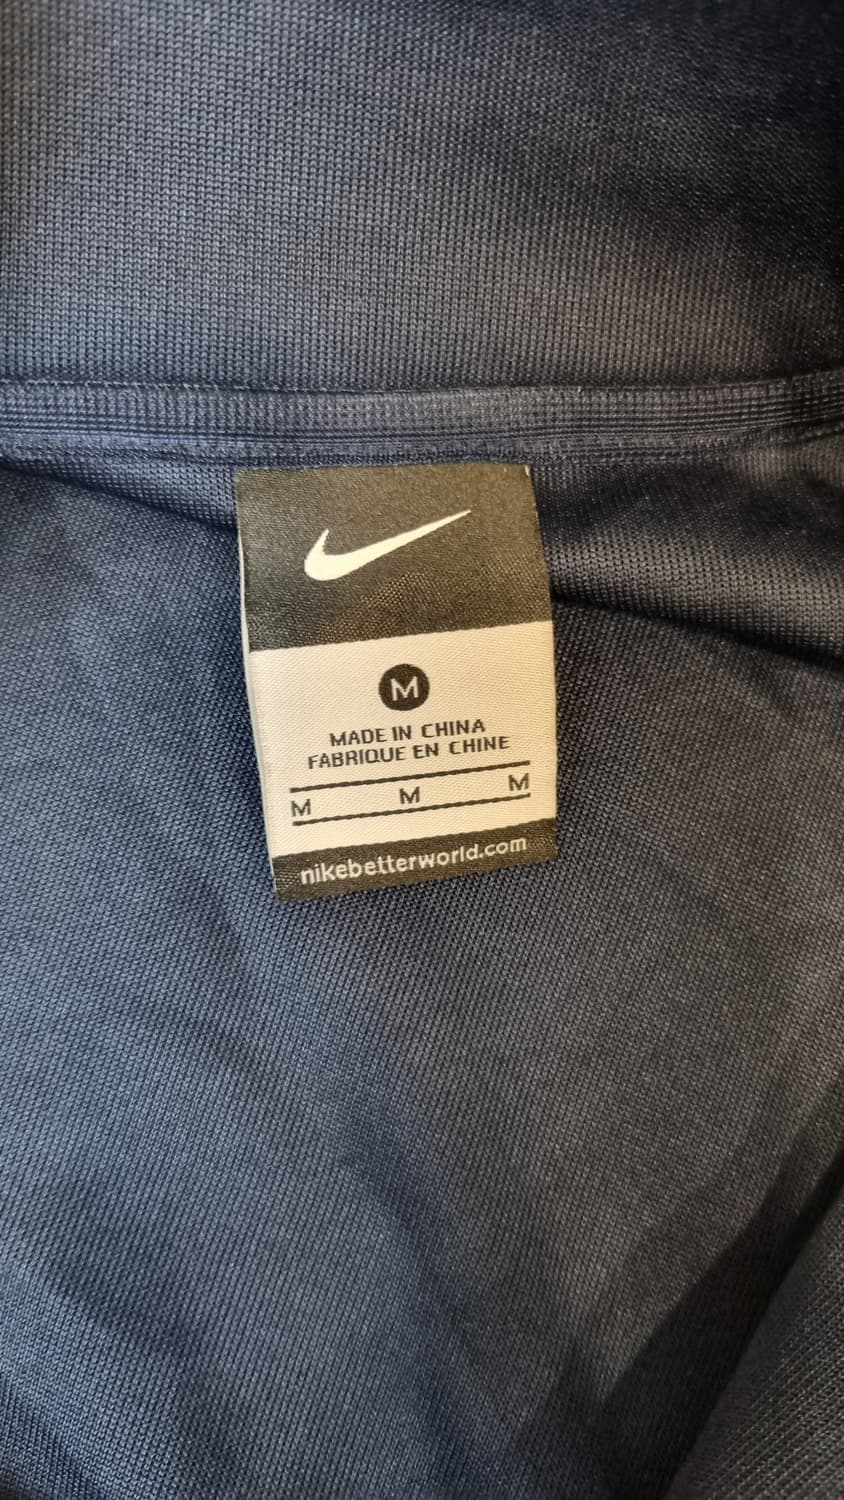 M
MADE IN CHINA
FABRIQUE EN CHINE
M M M
nikebetterworld.com